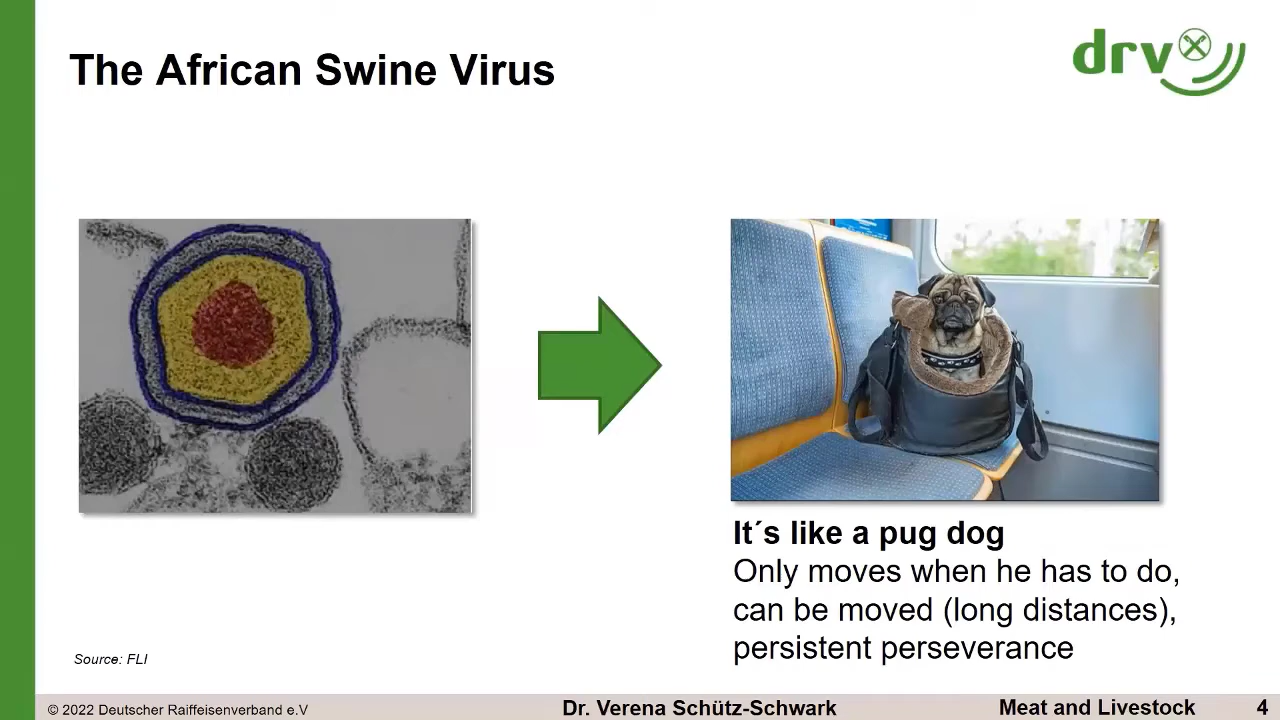 The African Swine Virus
drv
It´s like a pug dog
Only moves when he has to do,
can be moved (long distances),
persistent perseverance
Source: FLI
© 2022 Deutscher Raiffeisenverband e.V
Dr. Verena Schütz-Schwark
Meat and Livestock
4